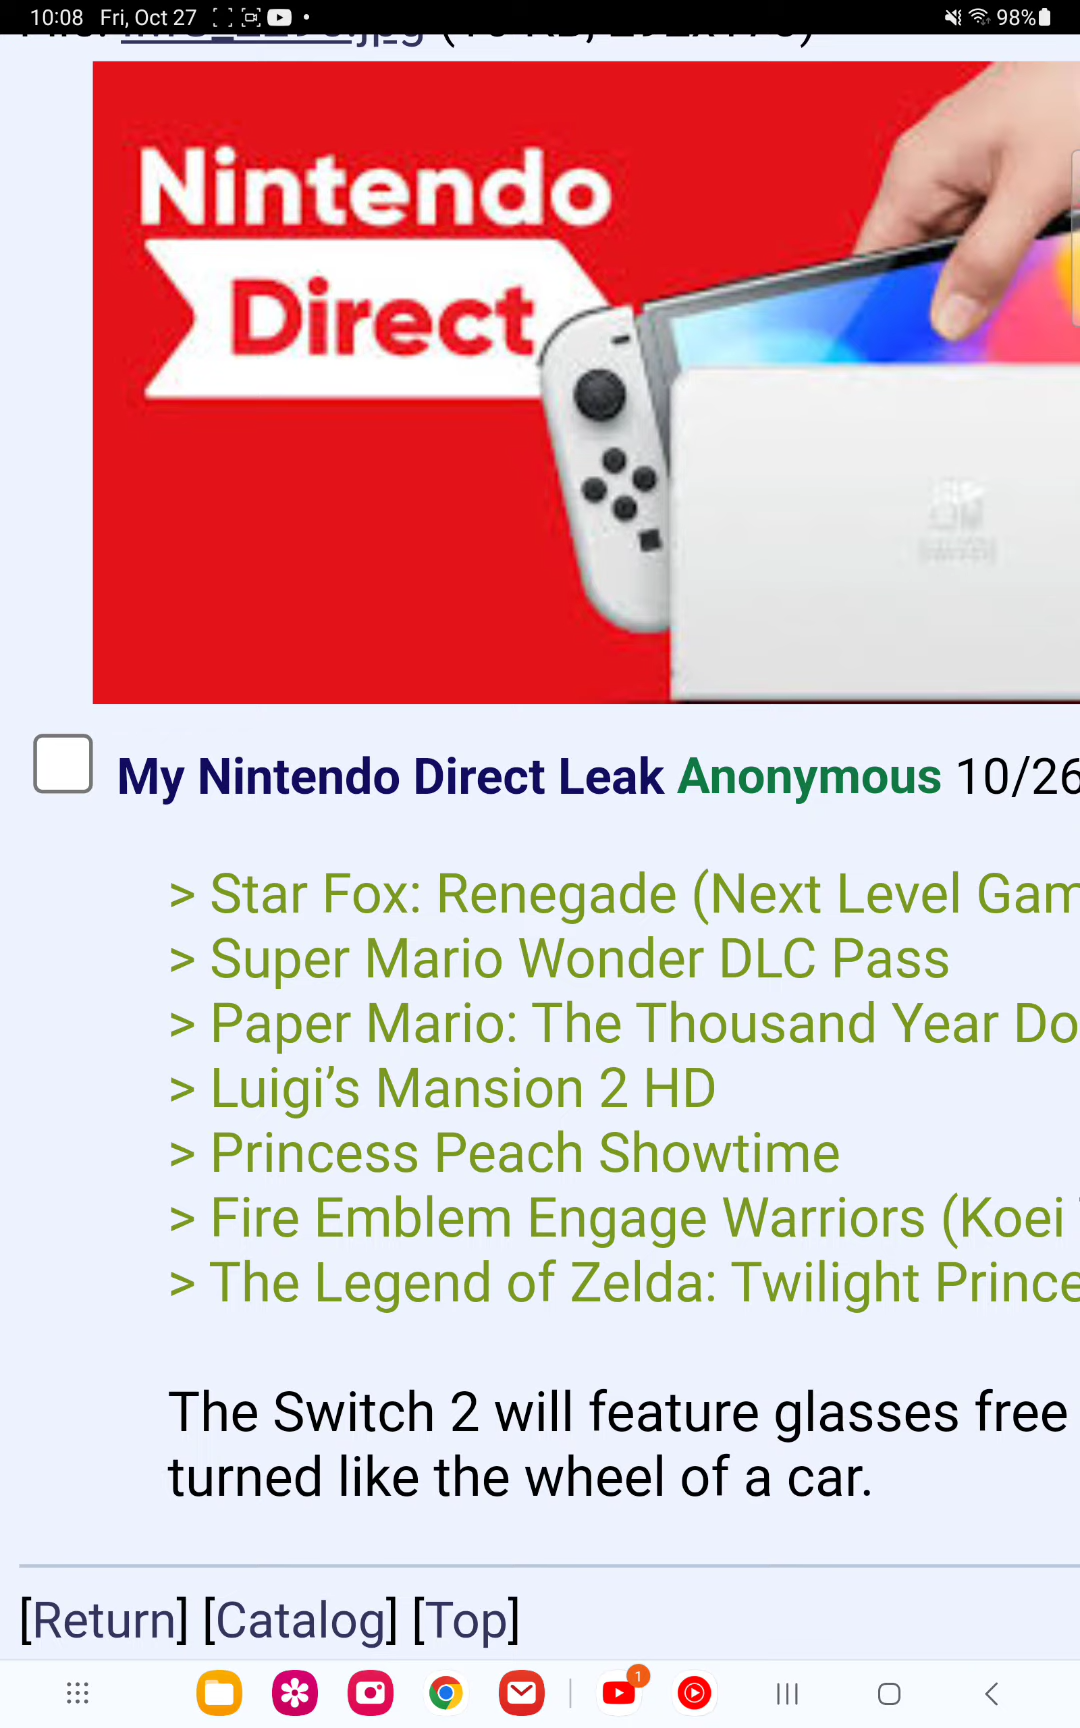 10:08 Fri, Oct 27 98%
Nintendo
Direct
My Nintendo Direct Leak Anonymous 10/26
> Star Fox: Renegade (Next Level Gam
> Super Mario Wonder DLC Pass
> Paper Mario: The Thousand Year Do
> Luigi’s Mansion 2 HD
> Princess Peach Showtime
> Fire Emblem Engage Warriors (Koei
> The Legend of Zelda: Twilight Prince
The Switch 2 will feature glasses free
turned like the wheel of a car.
[Return] [Catalog] [Top]
1